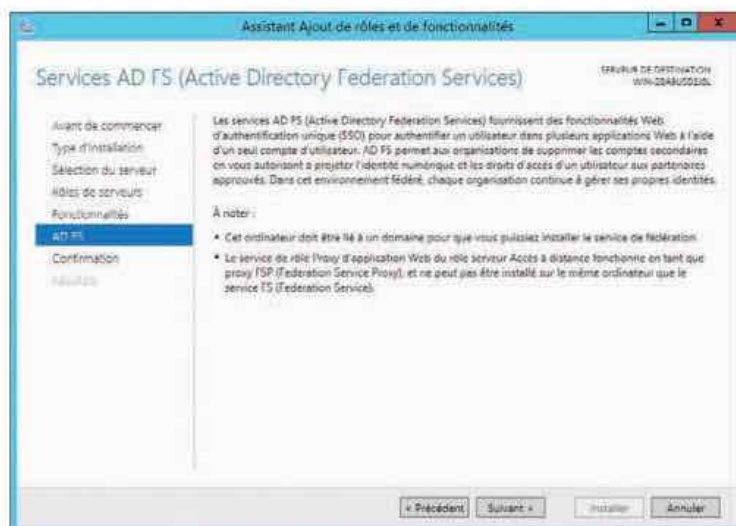 Assistant Ajout de rôles et de fonctionnalités
Services AD FS (Active Directory Federation Services)
SERVEUR DE DESTINATION
Avant de commencer
Type d'installation
Sélection du serveur
Rôles de serveurs
Fonctionnalités
AD FS
Confirmation
Résultats
Les services AD FS (Active Directory Federation Services) fournissent des fonctionnalités Web
d'authentification unique (SSO) pour authentifier un utilisateur dans plusieurs applications Web à l'aide
d'un seul compte d'utilisateur. AD FS permet aux organisations de supprimer les comptes secondaires
en vous autorisant à projeter l'identité numérique et les droits d'accès d'un utilisateur aux partenaires
approuvés. Dans cet environnement fédéré, chaque organisation continue à gérer ses propres identités.
À noter :
• Cet ordinateur doit être lié à un domaine pour que vous puissiez installer le service de fédération.
• Le service de rôle Proxy d'application Web du rôle serveur Accès à distance fonctionne en tant que
proxy FSP (Federation Service Proxy), et ne peut pas être installé sur le même ordinateur que le
service FS (Federation Service).
< Précédent
Suivant >
Installer
Annuler